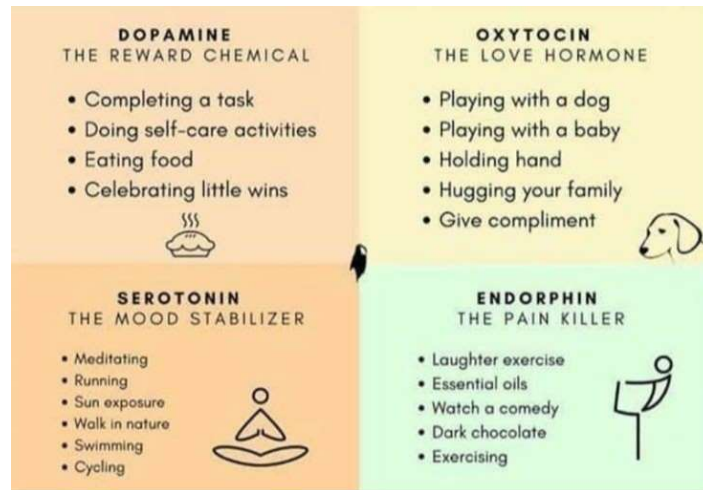 DOPAMINE
THE REWARD CHEMICAL
• Completing a task
• Doing self-care activities
• Eating food
• Celebrating little wins
OXYTOCIN
THE LOVE HORMONE
• Playing with a dog
• Playing with a baby
• Holding hand
• Hugging your family
• Give compliment
SEROTONIN
THE MOOD STABILIZER
• Meditating
• Running
• Sun exposure
• Walk in nature
• Swimming
• Cycling
ENDORPHIN
THE PAIN KILLER
• Laughter exercise
• Essential oils
• Watch a comedy
• Dark chocolate
• Exercising